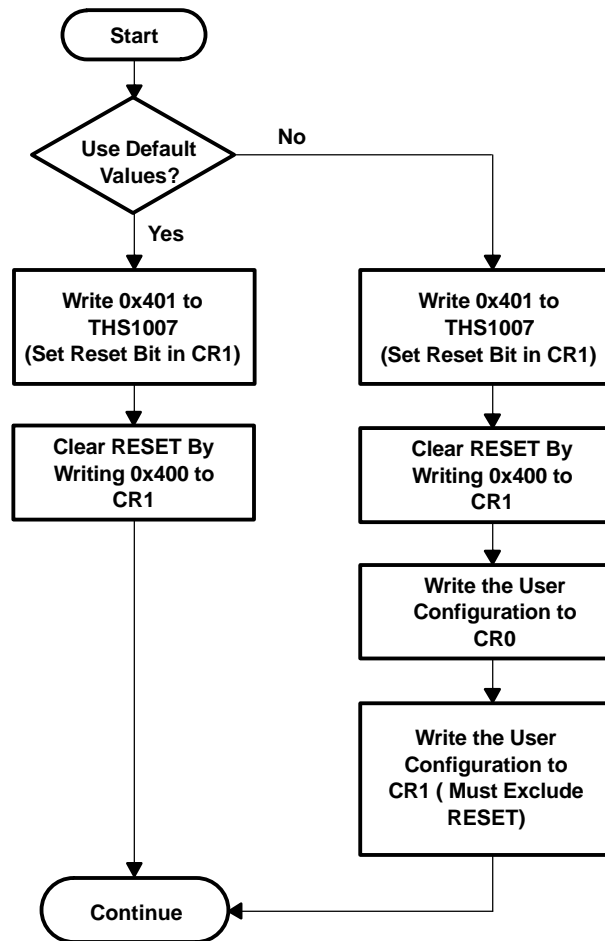 Start
Use Default
Values?
No
Yes
Write 0x401 to
THS1007
(Set Reset Bit in CR1)
Clear RESET By
Writing 0x400 to
CR1
Write 0x401 to
THS1007
(Set Reset Bit in CR1)
Clear RESET By
Writing 0x400 to
CR1
Write the User
Configuration to
CR0
Write the User
Configuration to
CR1 ( Must Exclude
RESET)
Continue